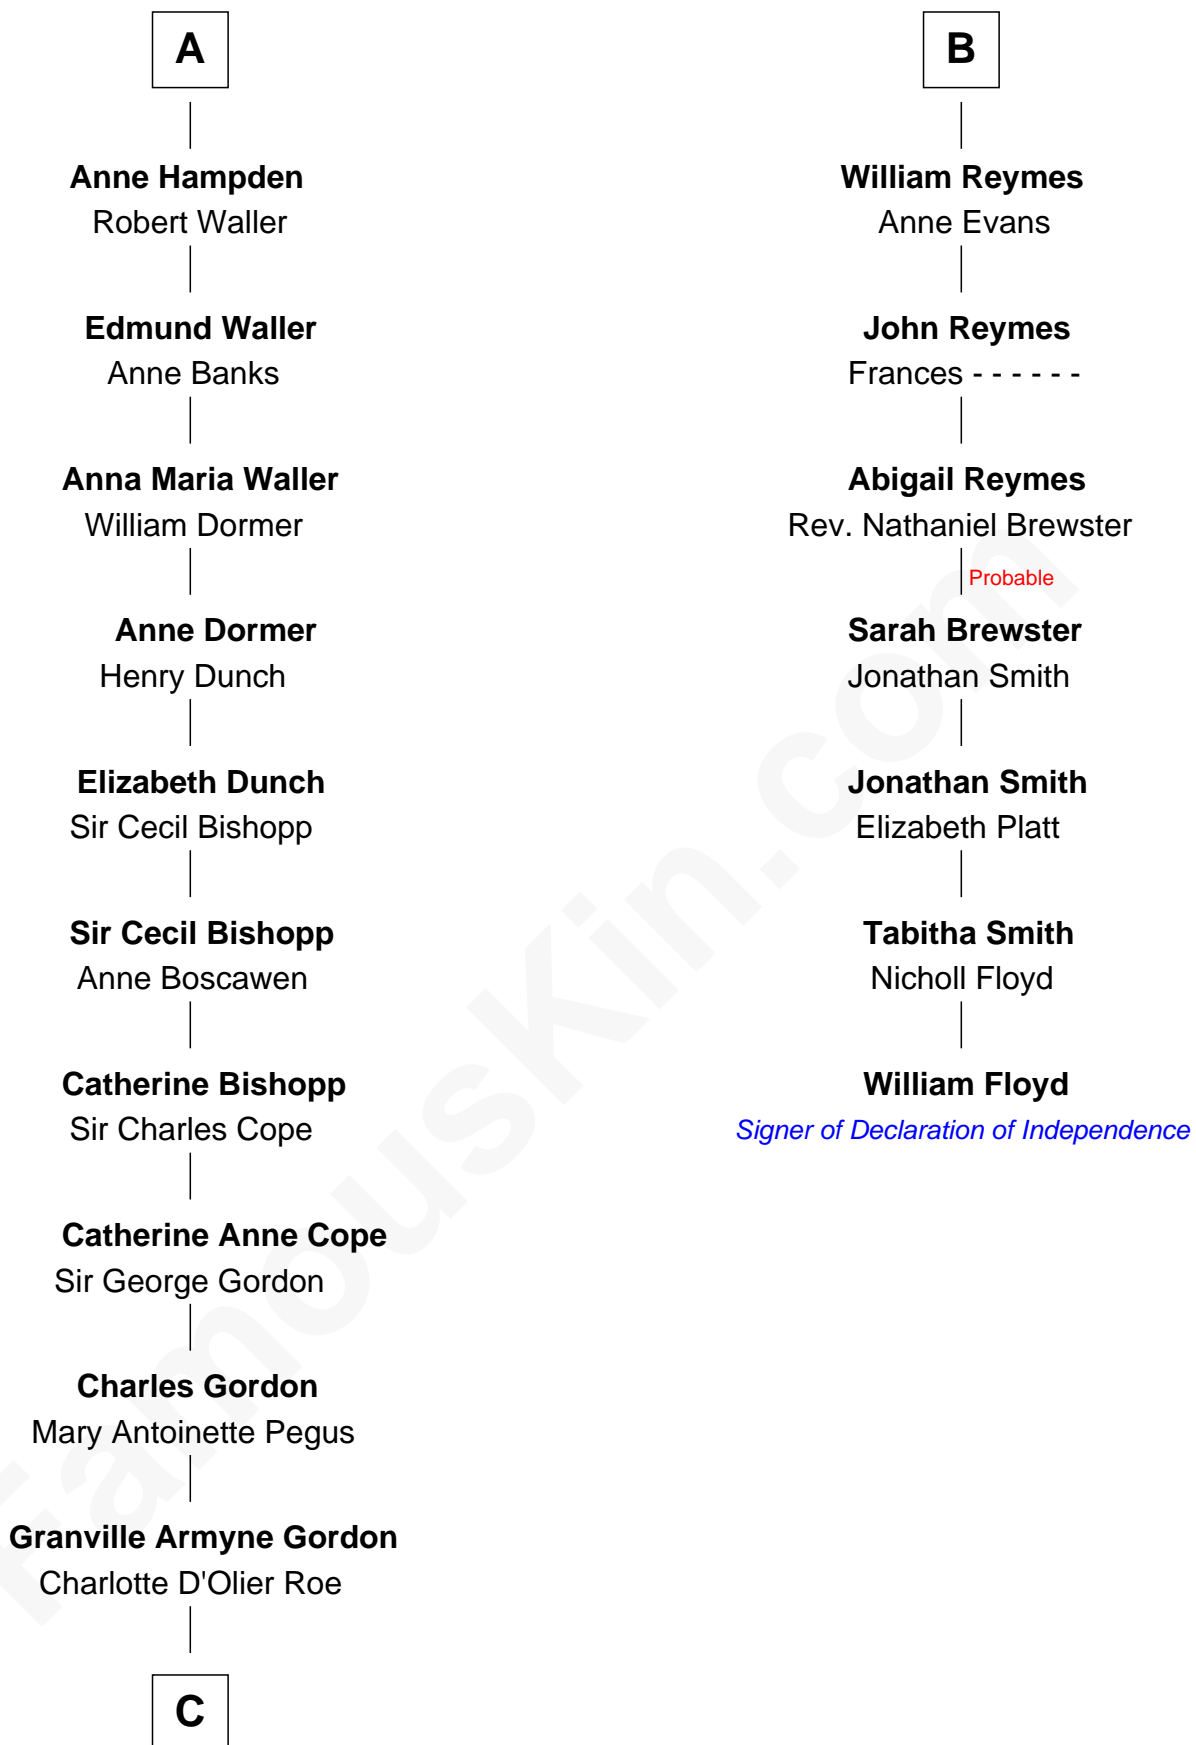 A
Anne Hampden
Robert Waller
Edmund Waller
Anne Banks
Anna Maria Waller
William Dormer
Anne Dormer
Henry Dunch
Elizabeth Dunch
Sir Cecil Bishopp
Sir Cecil Bishopp
Anne Boscawen
Catherine Bishopp
Sir Charles Cope
Catherine Anne Cope
Sir George Gordon
Charles Gordon
Mary Antoinette Pegus
Granville Armyne Gordon
Charlotte D'Olier Roe
C
B
William Reymes
Anne Evans
John Reymes
Frances - - - - - -
Abigail Reymes
Rev. Nathaniel Brewster
Probable
Sarah Brewster
Jonathan Smith
Jonathan Smith
Elizabeth Platt
Tabitha Smith
Nicholl Floyd
William Floyd
Signer of Declaration of Independence
FamousKin.com